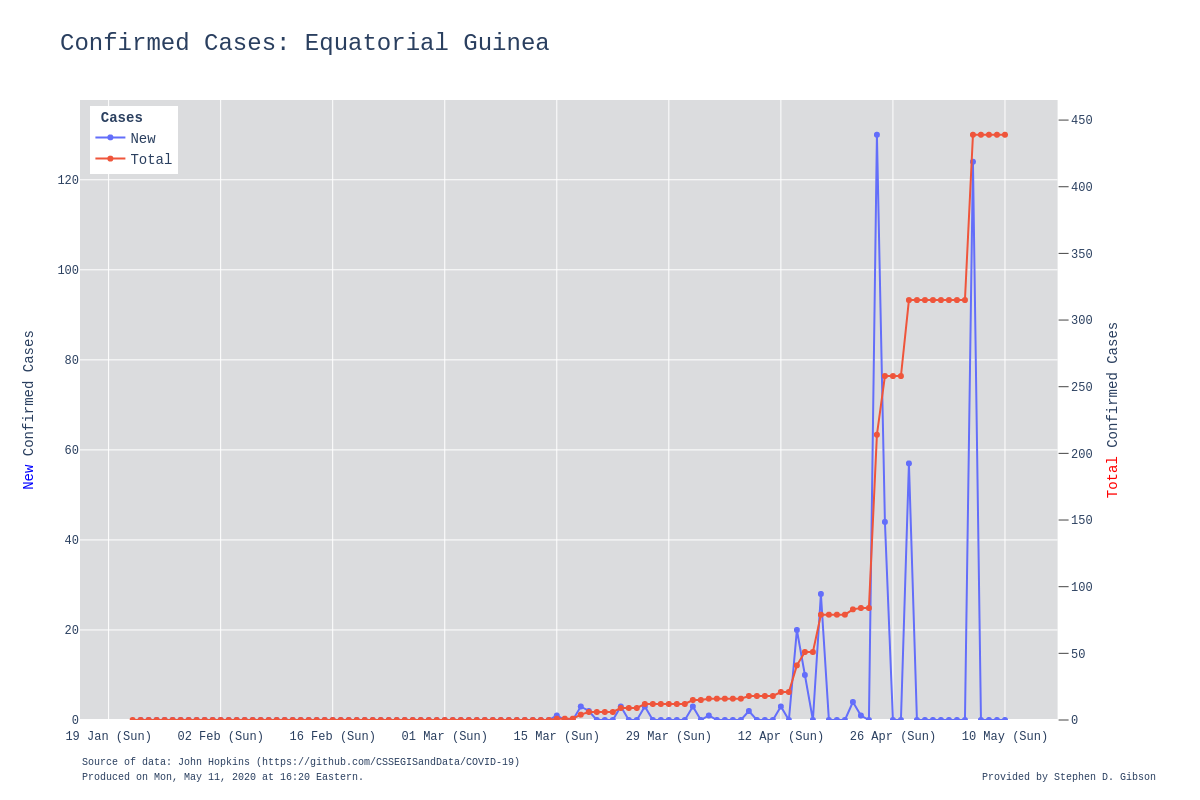 Confirmed Cases: Equatorial Guinea
Cases
New
Total
120
100
80
60
40
20
0
New Confirmed Cases
450
400
350
300
250
200
150
100
50
0
Total Confirmed Cases
19 Jan (Sun) 02 Feb (Sun) 16 Feb (Sun) 01 Mar (Sun) 15 Mar (Sun) 29 Mar (Sun) 12 Apr (Sun) 26 Apr (Sun) 10 May (Sun)
Source of data: John Hopkins (https://github.com/CSSEGISandData/COVID-19)
Produced on Mon, May 11, 2020 at 16:20 Eastern.
Provided by Stephen D. Gibson